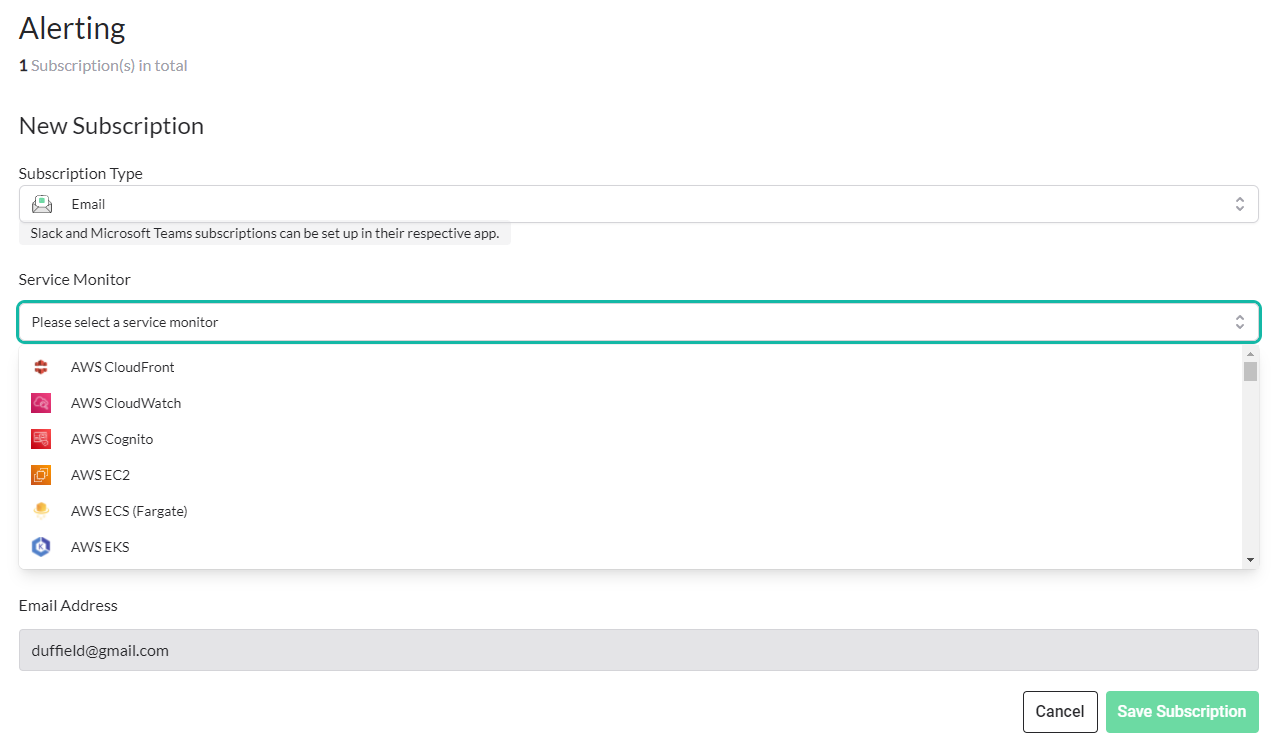 Alerting
1 Subscription(s) in total
New Subscription
Subscription Type
Email
Slack and Microsoft Teams subscriptions can be set up in their respective app.
Service Monitor
Please select a service monitor
AWS CloudFront
AWS CloudWatch
AWS Cognito
AWS EC2
AWS ECS (Fargate)
AWS EKS
Email Address
duffield@gmail.com
Cancel
Save Subscription